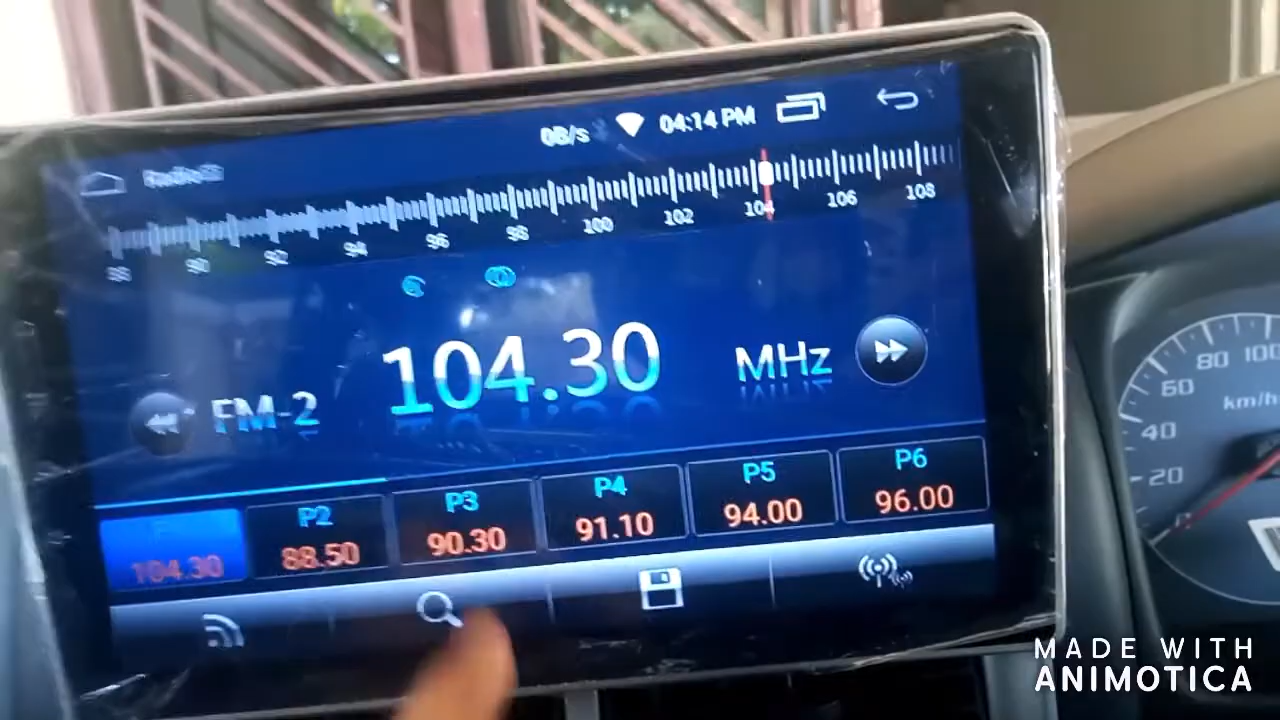 0B/s 04:14 PM
Radio
88 90 92 94 96 98 100 102 104 106 108
FM-2 104.30 MHz
P2 P3 P4 P5 P6
104.30 88.50 90.30 91.10 94.00 96.00
0 20 40 60 80 100
km/h
MADE WITH
ANIMOTICA